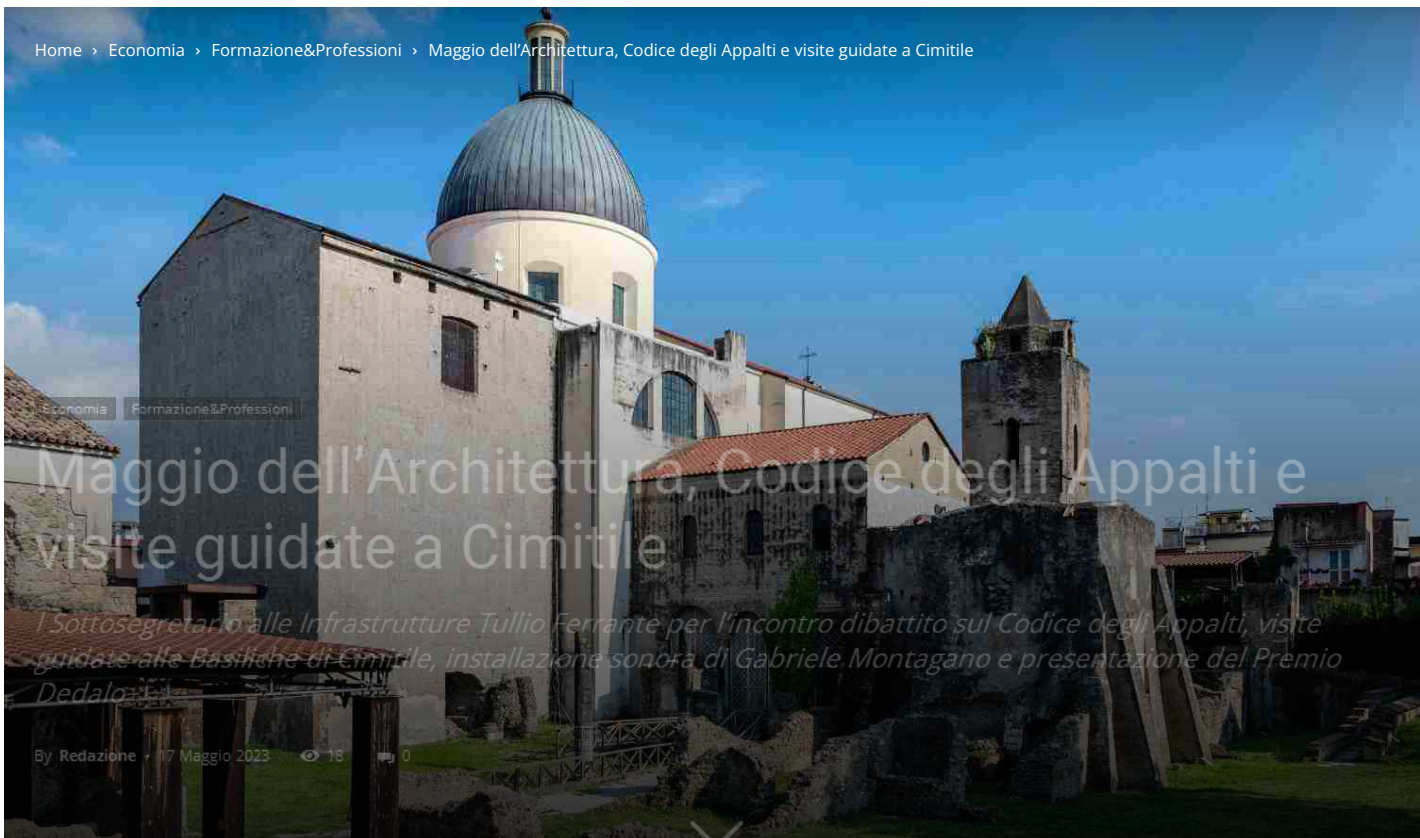 Home › Economia › Formazione&Professioni › Maggio dell'Architettura, Codice degli Appalti e visite guidate a Cimitile
Economia Formazione&Professioni
Maggio dell'Architettura, Codice degli Appalti e
visite guidate a Cimitile
l Sottosegretario alle Infrastrutture Tullio Ferrante per l'incontro dibattito sul Codice degli Appalti, visite
guidate alle Basiliche di Cimitile, installazione sonora di Gabriele Montagano e presentazione del Premio
Dedalo
By Redazione - 17 Maggio 2023 18 0